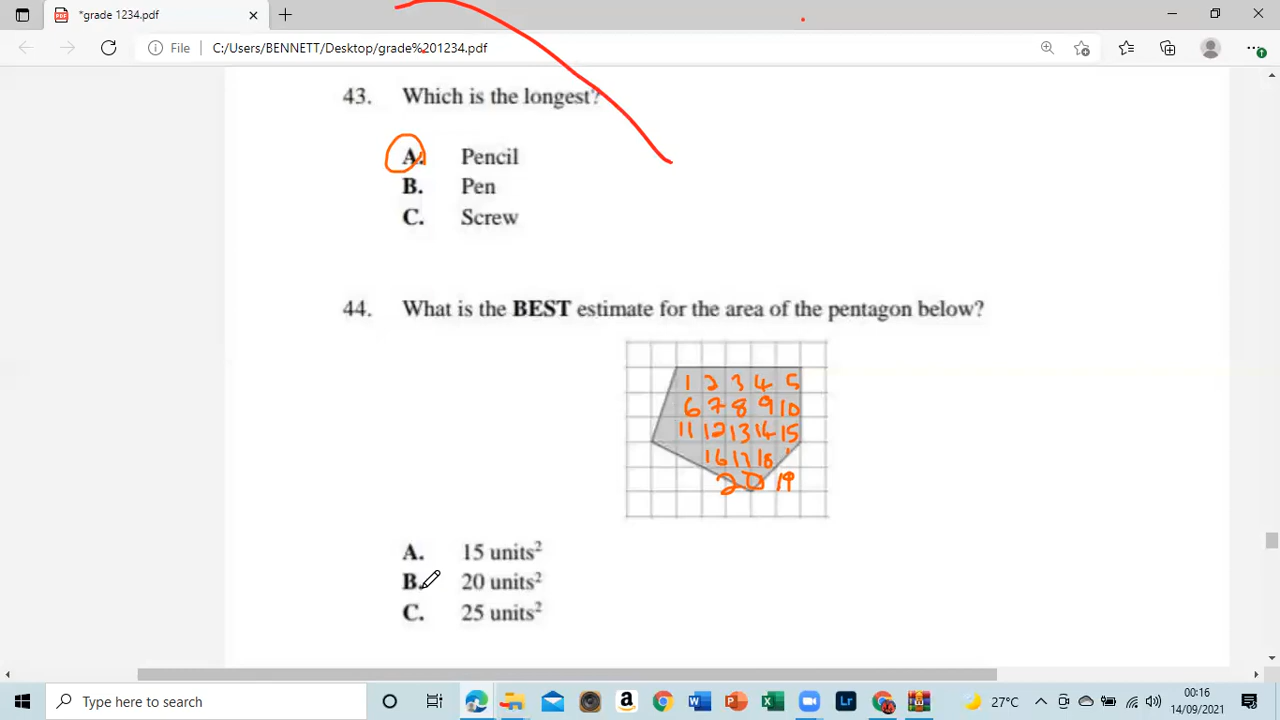 *grade 1234.pdf
File C:/Users/BENNETT/Desktop/grade%201234.pdf
43. Which is the longest?
A. Pencil
B. Pen
C. Screw
44. What is the BEST estimate for the area of the pentagon below?
1 2 3 4 5
6 7 8 9 10
11 12 13 14 15
16 17 18
20 19
A. 15 units²
B. 20 units²
C. 25 units²
Type here to search
27°C
00:16
14/09/2021